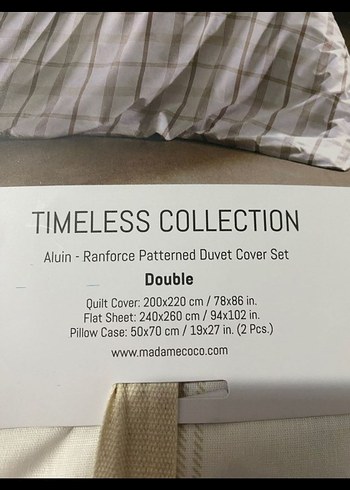 TIMELESS COLLECTION
Aluin - Ranforce Patterned Duvet Cover Set
Double
Quilt Cover: 200x220 cm / 78x86 in.
Flat Sheet: 240x260 cm / 94x102 in.
Pillow Case: 50x70 cm / 19x27 in. (2 Pcs.)
www.madamecoco.com